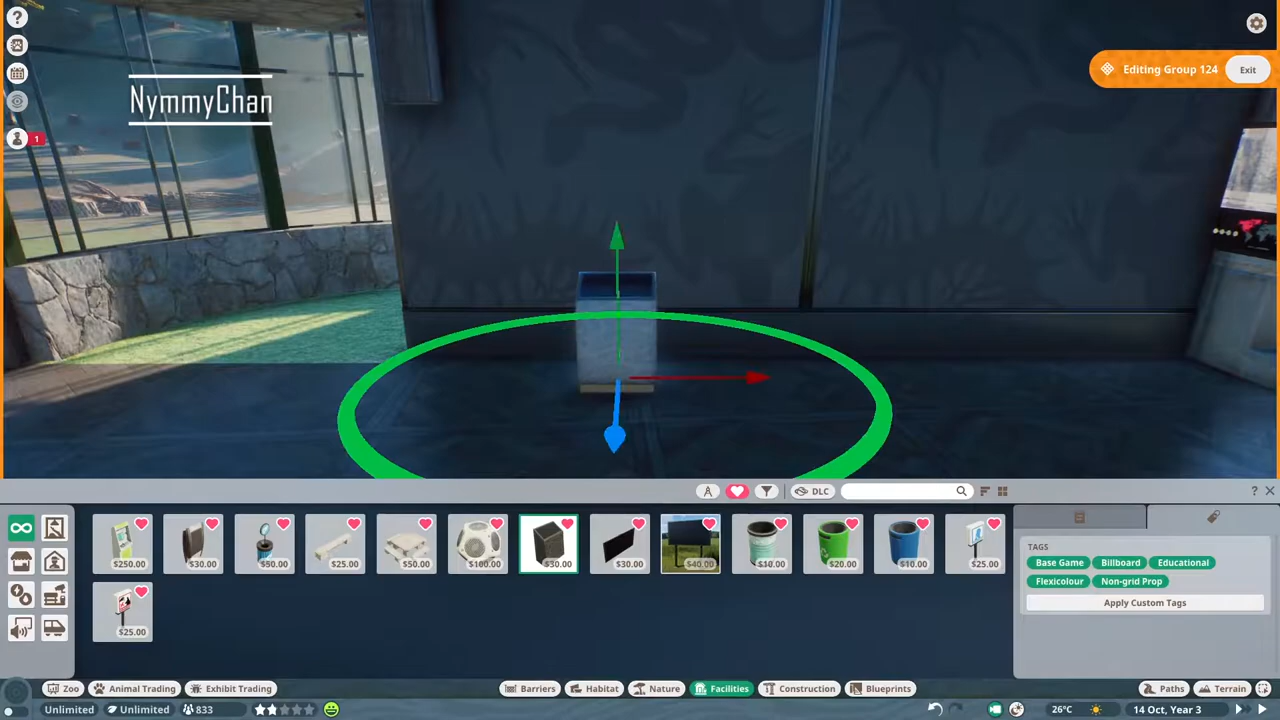 NymmyChan
Editing Group 124
Exit
1
DLC
$250.00
$30.00
$50.00
$25.00
$50.00
$100.00
$30.00
$30.00
$40.00
$10.00
$20.00
$10.00
$25.00
$25.00
TAGS
Base Game
Billboard
Educational
Flexicolour
Non-grid Prop
Apply Custom Tags
Zoo
Animal Trading
Exhibit Trading
Barriers
Habitat
Nature
Facilities
Construction
Blueprints
Paths
Terrain
Unlimited
Unlimited
833
26°C
14 Oct, Year 3